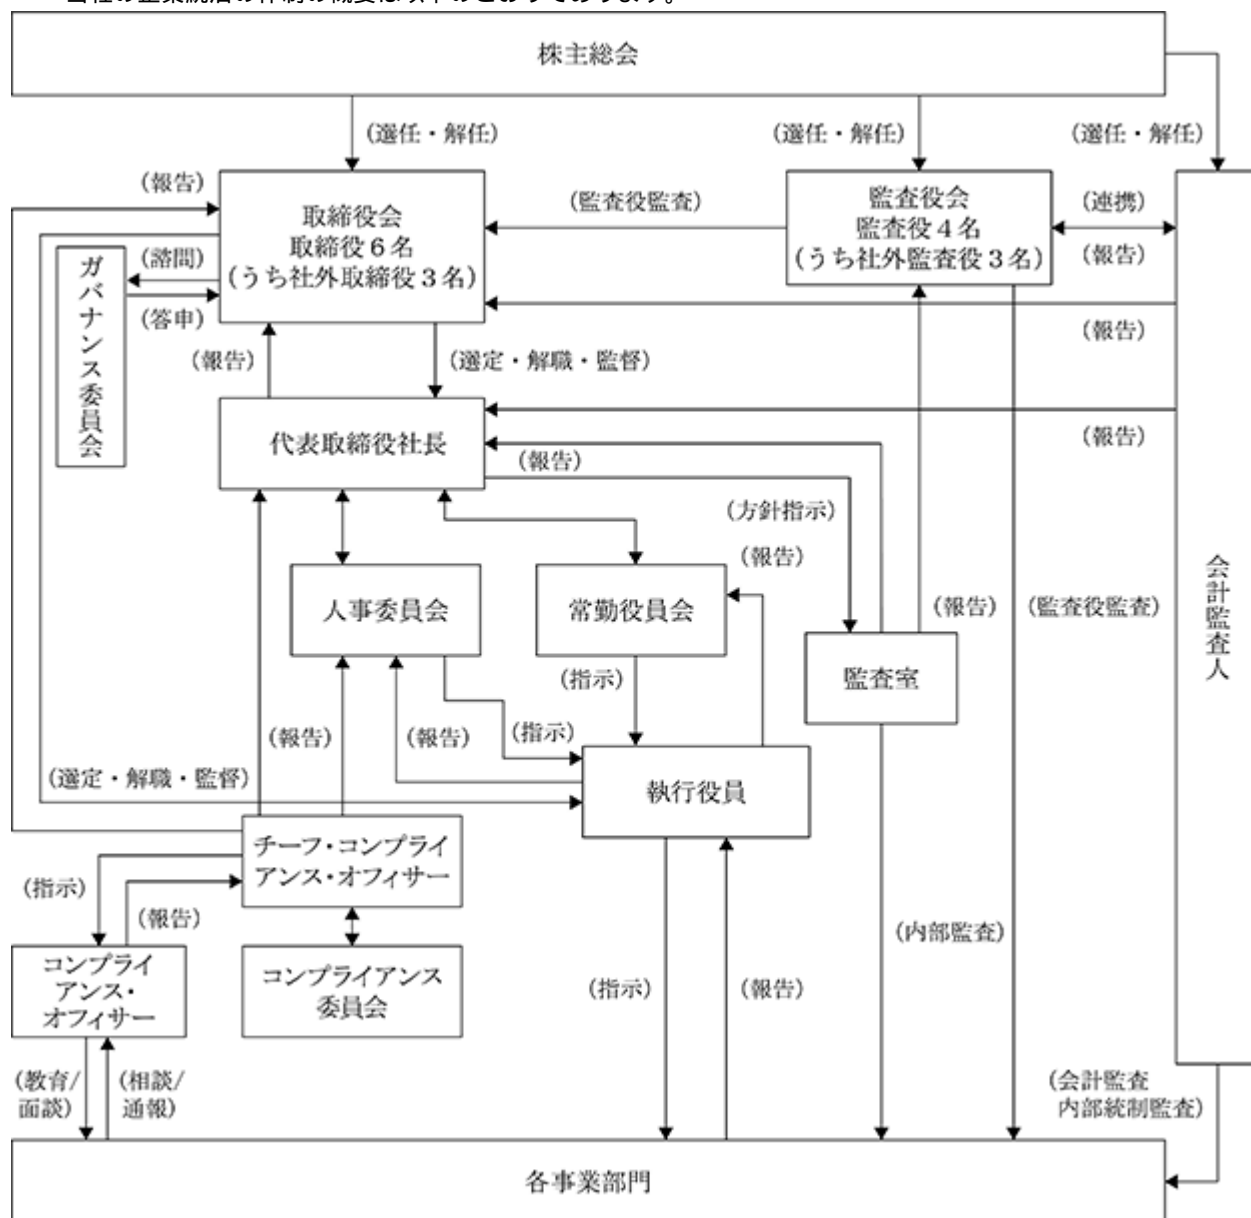 当社の企業統治の体制の概要は以下のとおりであります。
株主総会
(選任・解任)
(選任・解任)
(選任・解任)
(報告)
取締役会
取締役6名
(うち社外取締役3名)
(監査役監査)
監査役会
監査役4名
(うち社外監査役3名)
(連携)
(報告)
(諮問)
(答申)
ガバナンス委員会
(報告)
(選定・解職・監督)
(報告)
代表取締役社長
(報告)
(報告)
(方針指示)
(報告)
人事委員会
常勤役員会
(報告)
(監査役監査)
会計監査人
監査室
(指示)
(報告)
(報告)
(指示)
(選定・解職・監督)
執行役員
チーフ・コンプライ
アンス・オフィサー
(指示)
(報告)
(内部監査)
コンプライ
アンス・
オフィサー
コンプライアンス
委員会
(指示)
(報告)
(教育/
面談)
(相談/
通報)
(会計監査
内部統制監査)
各事業部門